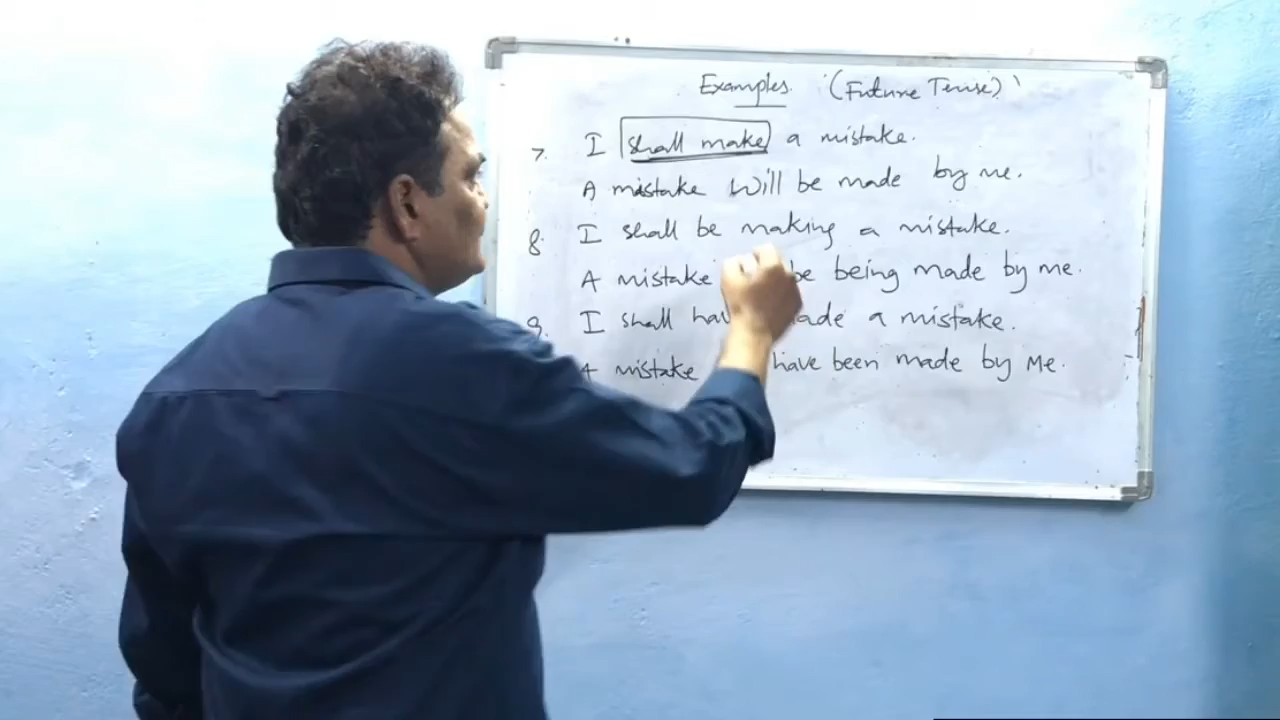 Examples. (Future Tense)
7. I shall make a mistake.
A mistake will be made by me.
8. I shall be making a mistake.
A mistake be being made by me.
9. I shall a mistake.
A mistake have been made by me.